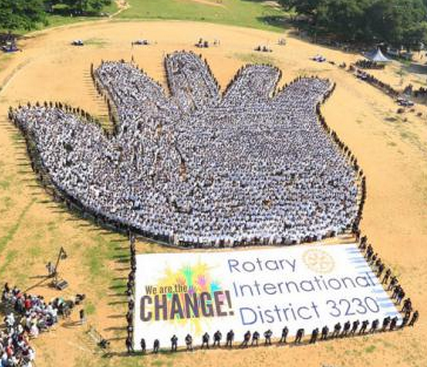 We are the
CHANGE!
Rotary
International
District 3230